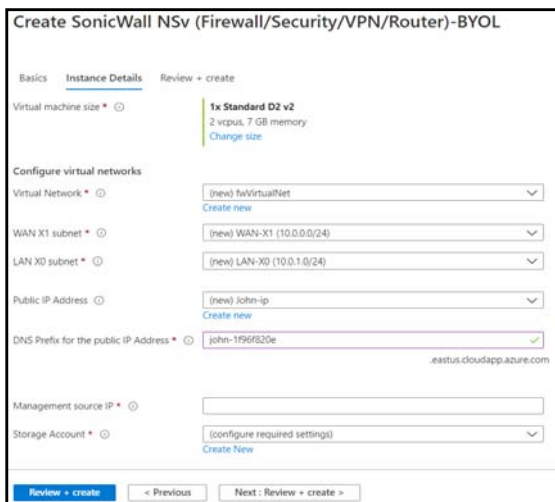 Create SonicWall NSv (Firewall/Security/VPN/Router)-BYOL
Basics Instance Details Review + create
Virtual machine size * 1x Standard D2 v2
2 vcpus, 7 GB memory
Change size
Configure virtual networks
Virtual Network * (new) fwVirtualNet
Create new
WAN X1 subnet * (new) WAN-X1 (10.0.0.0/24)
LAN X0 subnet * (new) LAN-X0 (10.0.1.0/24)
Public IP Address (new) John-ip
Create new
DNS Prefix for the public IP Address * john-1f96f820e
.eastus.cloudapp.azure.com
Management source IP *
Storage Account * (configure required settings)
Create New
Review + create < Previous Next : Review + create >